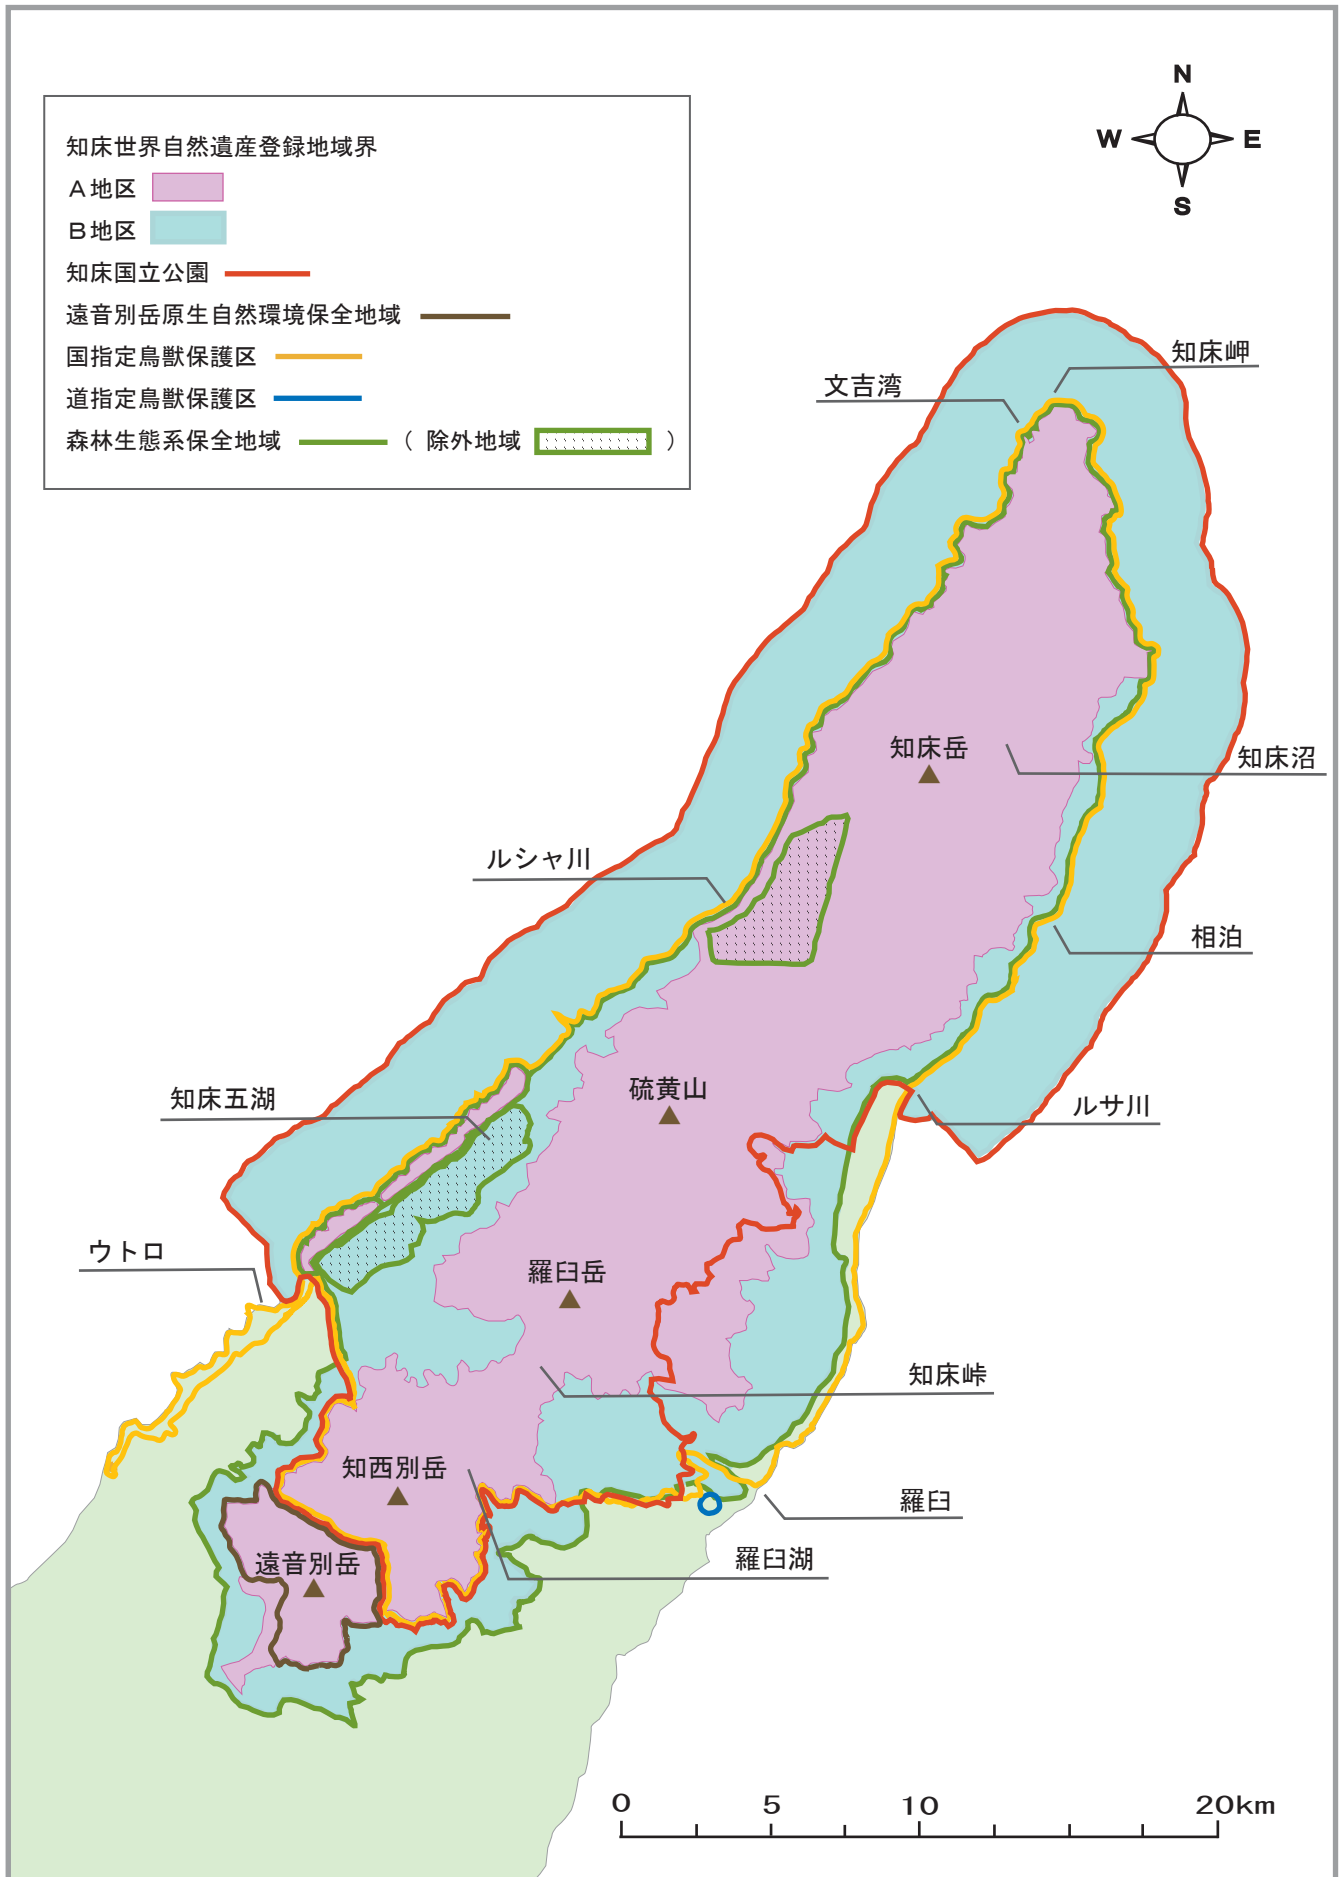 N
W E
S
知床世界自然遺産登録地域界
A地区
B地区
知床国立公園
遠音別岳原生自然環境保全地域
国指定鳥獣保護区
道指定鳥獣保護区
森林生態系保全地域 （ 除外地域 ）
知床岬
文吉湾
知床岳
知床沼
ルシャ川
相泊
硫黄山
知床五湖
ルサ川
ウトロ
羅臼岳
知床峠
知西別岳
羅臼
遠音別岳
羅臼湖
0 5 10 20km